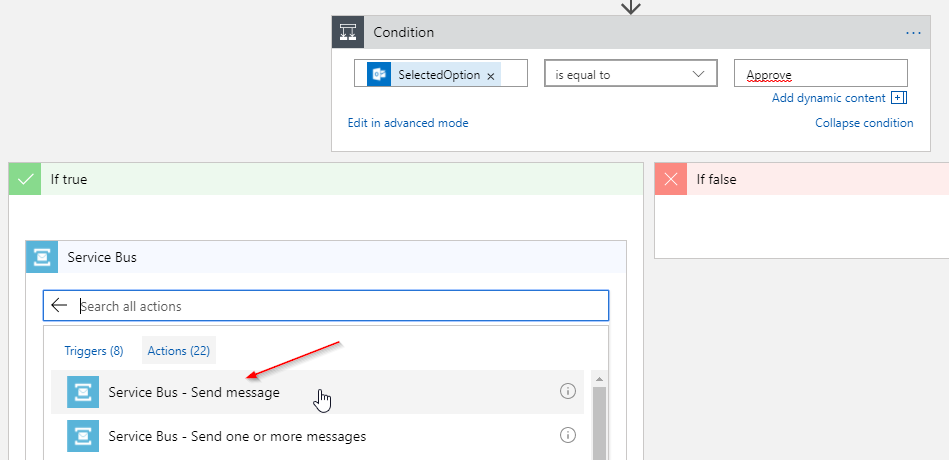 Condition
...
SelectedOption ×
is equal to
Approve
Add dynamic content
Edit in advanced mode
Collapse condition
If true
If false
Service Bus
Search all actions
Triggers (8)
Actions (22)
Service Bus - Send message
Service Bus - Send one or more messages